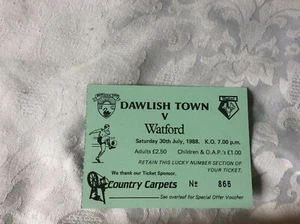 DAWLISH TOWN
V
Watford
Saturday 30th July, 1988. K.O. 7.00 p.m.
Adults £2.50 Children & O.A.P.'s £1.00
RETAIN THIS LUCKY NUMBER SECTION OF
YOUR TICKET.
We thank our Ticket Sponsor.
Country Carpets No 866
See overleaf for Special Offer Voucher